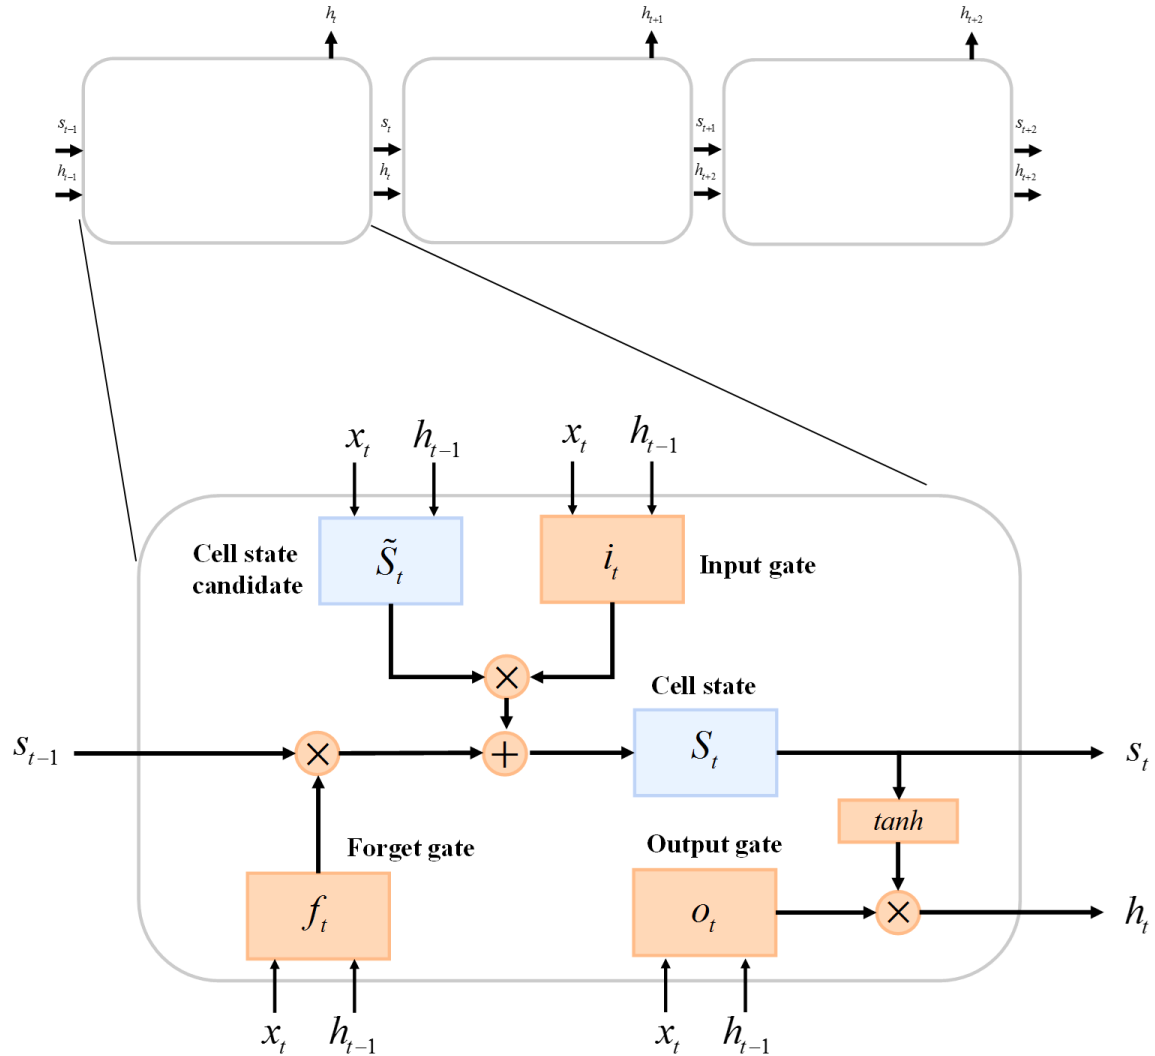 h_t
h_{t+1}
h_{t+2}
s_{t-1}
s_t
s_{t+1}
s_{t+2}
h_{t-1}
h_t
h_{t+2}
h_{t+2}
x_t
h_{t-1}
x_t
h_{t-1}
Cell state
candidate
S̃_t
i_t
Input gate
×
Cell state
s_{t-1}
×
+
S_t
s_t
tanh
Forget gate
Output gate
f_t
o_t
×
h_t
x_t
h_{t-1}
x_t
h_{t-1}